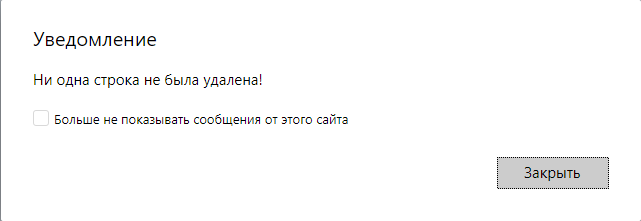 Уведомление
Ни одна строка не была удалена!
Больше не показывать сообщения от этого сайта
Закрыть